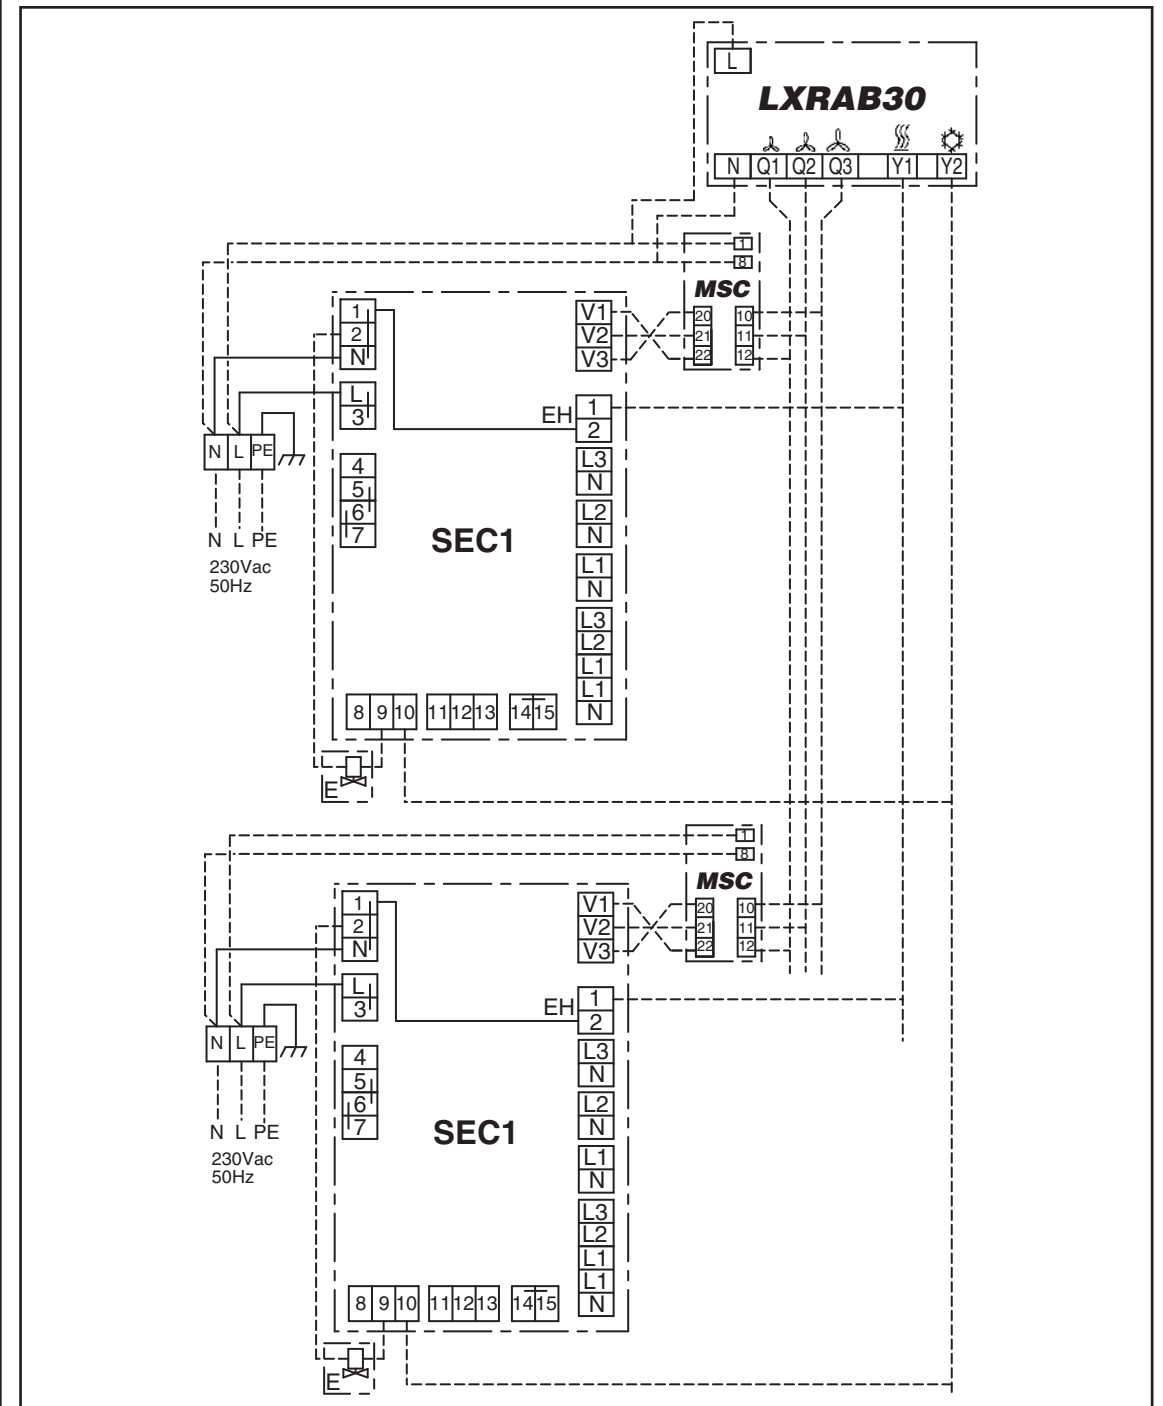 L
LXRAB30
N Q1 Q2 Q3 Y1 Y2
1
8
MSC
20 10
21 11
22 12
1
2
N
L
3
4
5
6
7
V1
V2
V3
EH
1
2
L3
N
L2
N
L1
N
L3
L2
L1
L1
N
SEC1
8 9 10 11 12 13 14 15
E
N L PE
N L PE
230Vac
50Hz
1
8
MSC
20 10
21 11
22 12
1
2
N
L
3
4
5
6
7
V1
V2
V3
EH
1
2
L3
N
L2
N
L1
N
L3
L2
L1
L1
N
SEC1
8 9 10 11 12 13 14 15
E
N L PE
N L PE
230Vac
50Hz